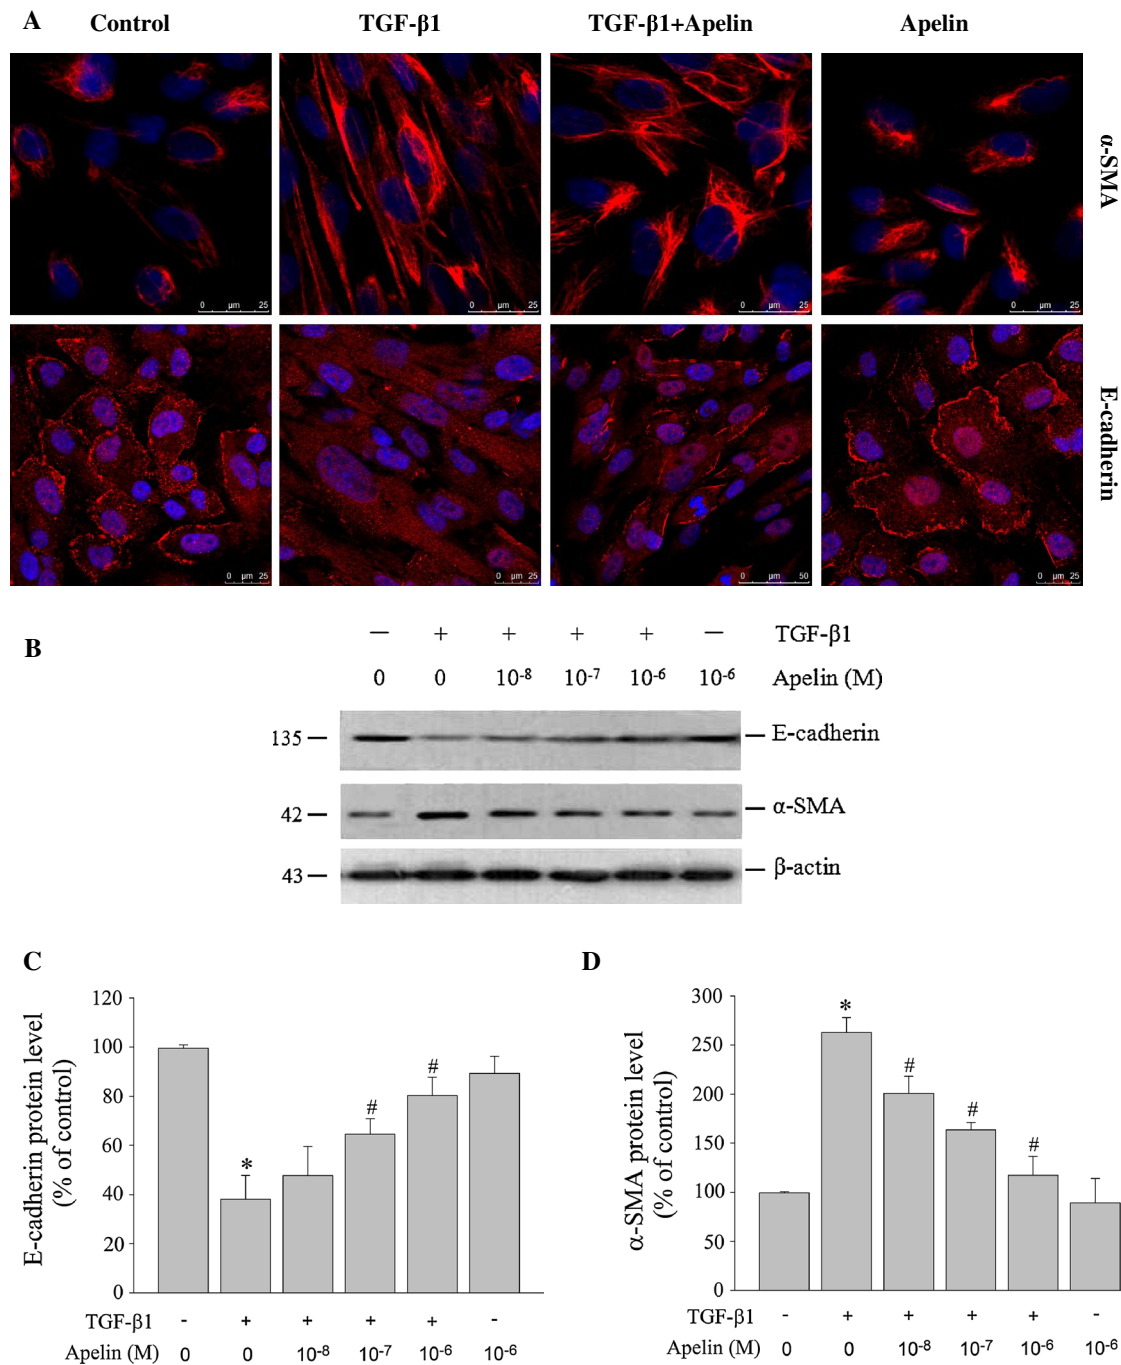 A
Control TGF-β1 TGF-β1+Apelin Apelin
α-SMA
0 µm 25 0 µm 25 0 µm 25 0 µm 25
E-cadherin
0 µm 25 0 µm 25 0 µm 50 0 µm 25
B
— + + + + — TGF-β1
0 0 10-8 10-7 10-6 10-6 Apelin (M)
135 — — E-cadherin
42 — — α-SMA
43 — — β-actin
C
E-cadherin protein level
(% of control)
120
100
80
60
40
20
0
*
#
#
TGF-β1 - + + + + -
Apelin (M) 0 0 10-8 10-7 10-6 10-6
D
α-SMA protein level
(% of control)
300
250
200
150
100
50
0
*
#
#
#
TGF-β1 - + + + + -
Apelin (M) 0 0 10-8 10-7 10-6 10-6